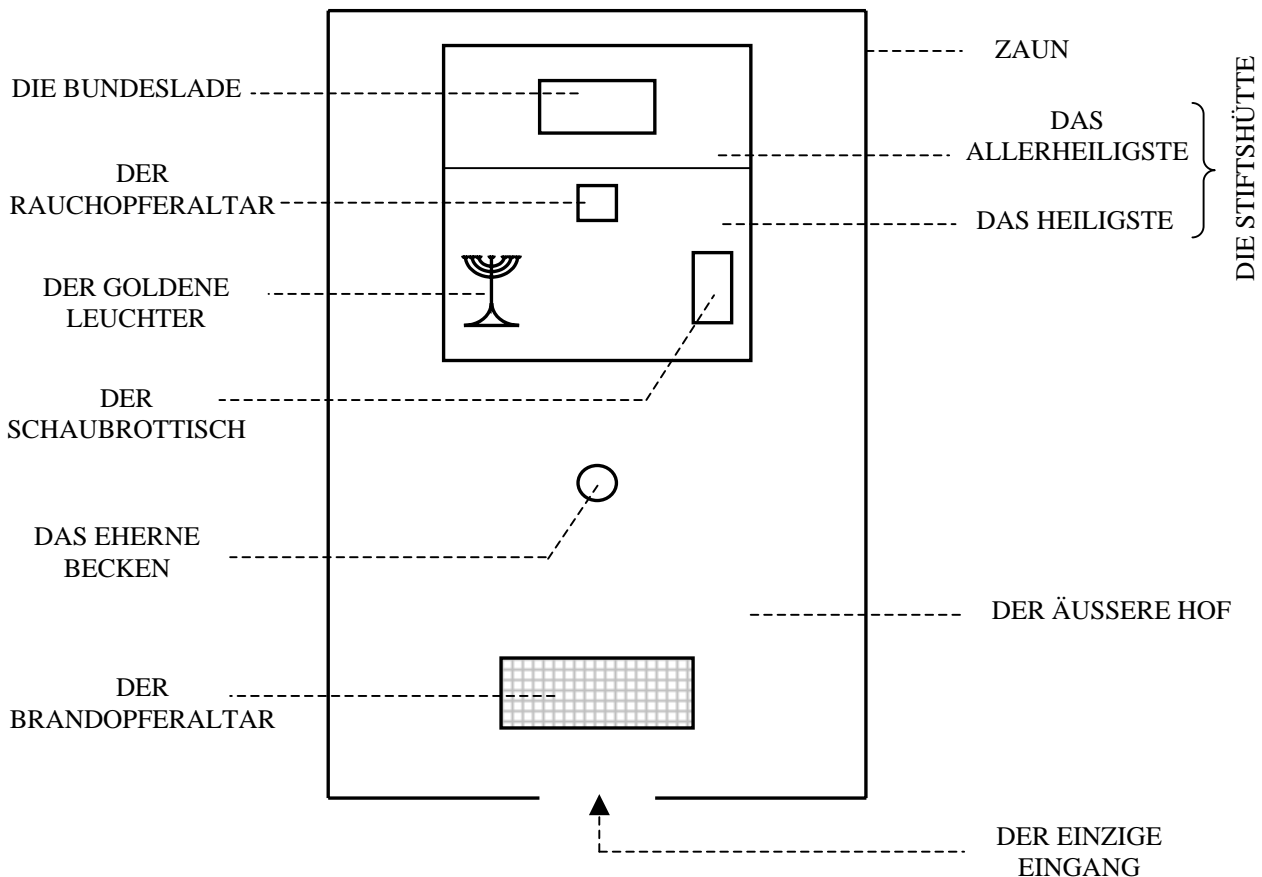 DIE BUNDESLADE
DER
RAUCHOPFERALTAR
DER GOLDENE
LEUCHTER
DER
SCHAUBROTTISCH
DAS EHERNE
BECKEN
DER
BRANDOPFERALTAR
ZAUN
DAS
ALLERHEILIGSTE
DAS HEILIGSTE
DIE STIFTSHÜTTE
DER ÄUSSERE HOF
DER EINZIGE
EINGANG